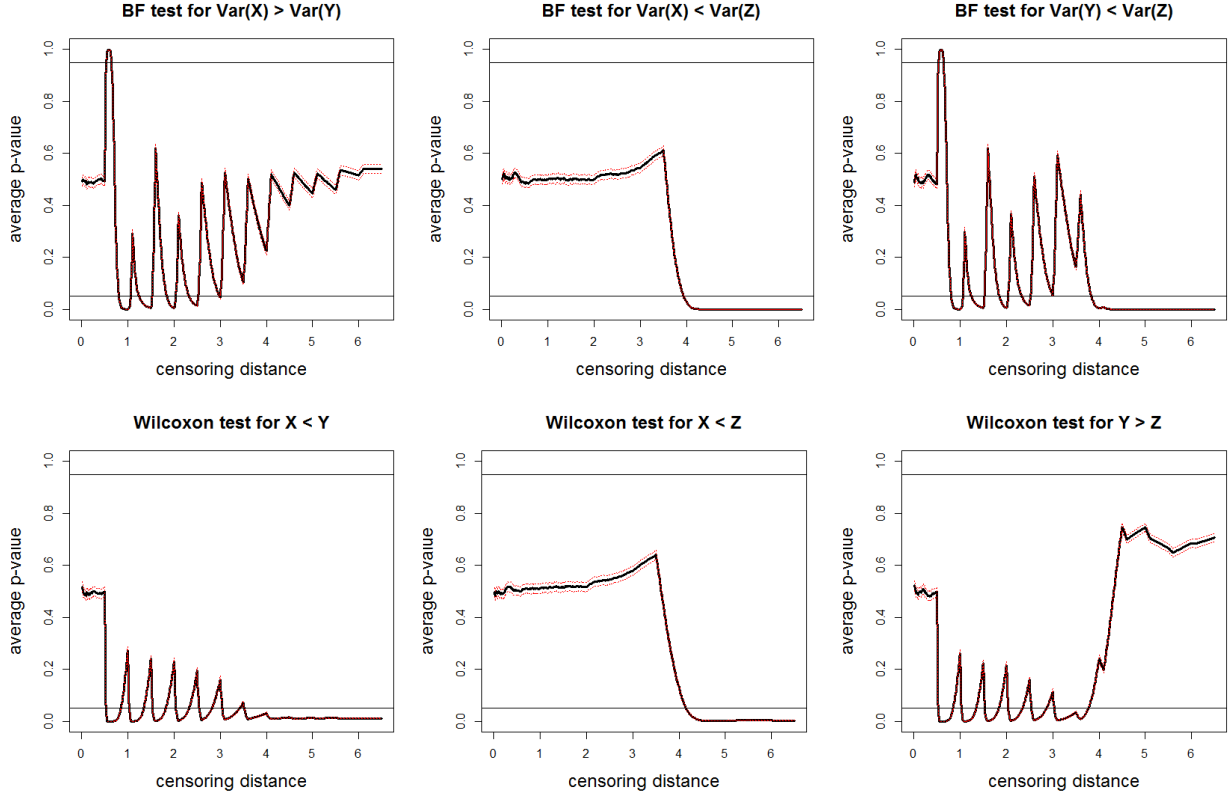 BF test for Var(X) > Var(Y)
BF test for Var(X) < Var(Z)
BF test for Var(Y) < Var(Z)
average p-value
0.0 0.2 0.4 0.6 0.8 1.0
0 1 2 3 4 5 6
censoring distance
average p-value
0.0 0.2 0.4 0.6 0.8 1.0
0 1 2 3 4 5 6
censoring distance
average p-value
0.0 0.2 0.4 0.6 0.8 1.0
0 1 2 3 4 5 6
censoring distance
Wilcoxon test for X < Y
Wilcoxon test for X < Z
Wilcoxon test for Y > Z
average p-value
0.0 0.2 0.4 0.6 0.8 1.0
0 1 2 3 4 5 6
censoring distance
average p-value
0.0 0.2 0.4 0.6 0.8 1.0
0 1 2 3 4 5 6
censoring distance
average p-value
0.0 0.2 0.4 0.6 0.8 1.0
0 1 2 3 4 5 6
censoring distance